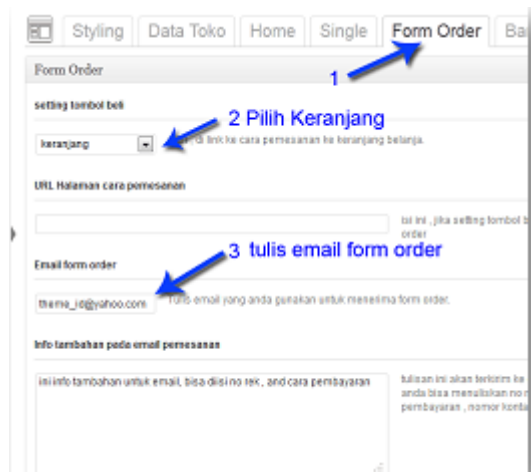 Styling Data Toko Home Single Form Order Ba
Form Order
1
setting tombol beli
2 Pilih Keranjang
keranjang
di link ke cara pemesanan ke keranjang belanja.
URL Halaman cara pemesanan
isi ini , jika setting tombol b
order
3 tulis email form order
Email form order
theme_id@yahoo.com
Tulis email yang anda gunakan untuk menerima form order.
Info tambahan pada email pemesanan
ini info tambahan untuk email, bisa diisi no rek , and cara pembayaran
tulisan ini akan terkirim ke
anda bisa menuliskan no r
pembayaran , nomor konta